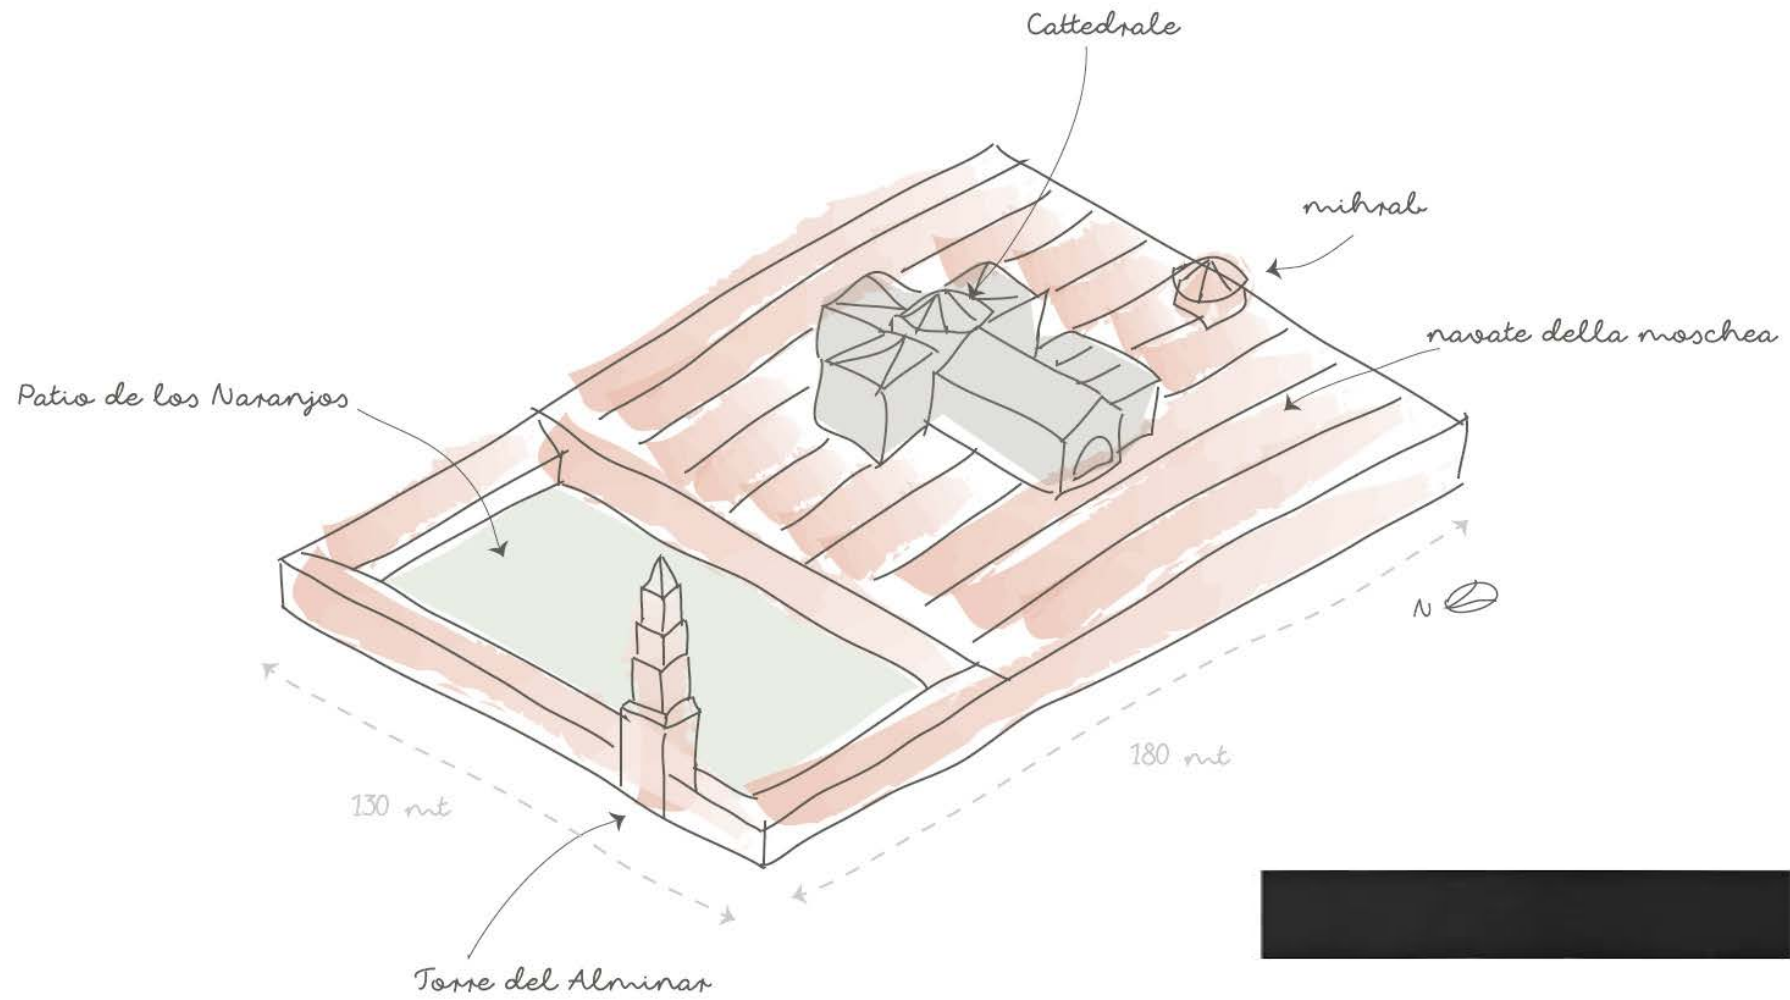 Cattedrale
mihrab
navate della moschea
Patio de los Naranjos
N
180 mt
130 mt
Torre del Alminar